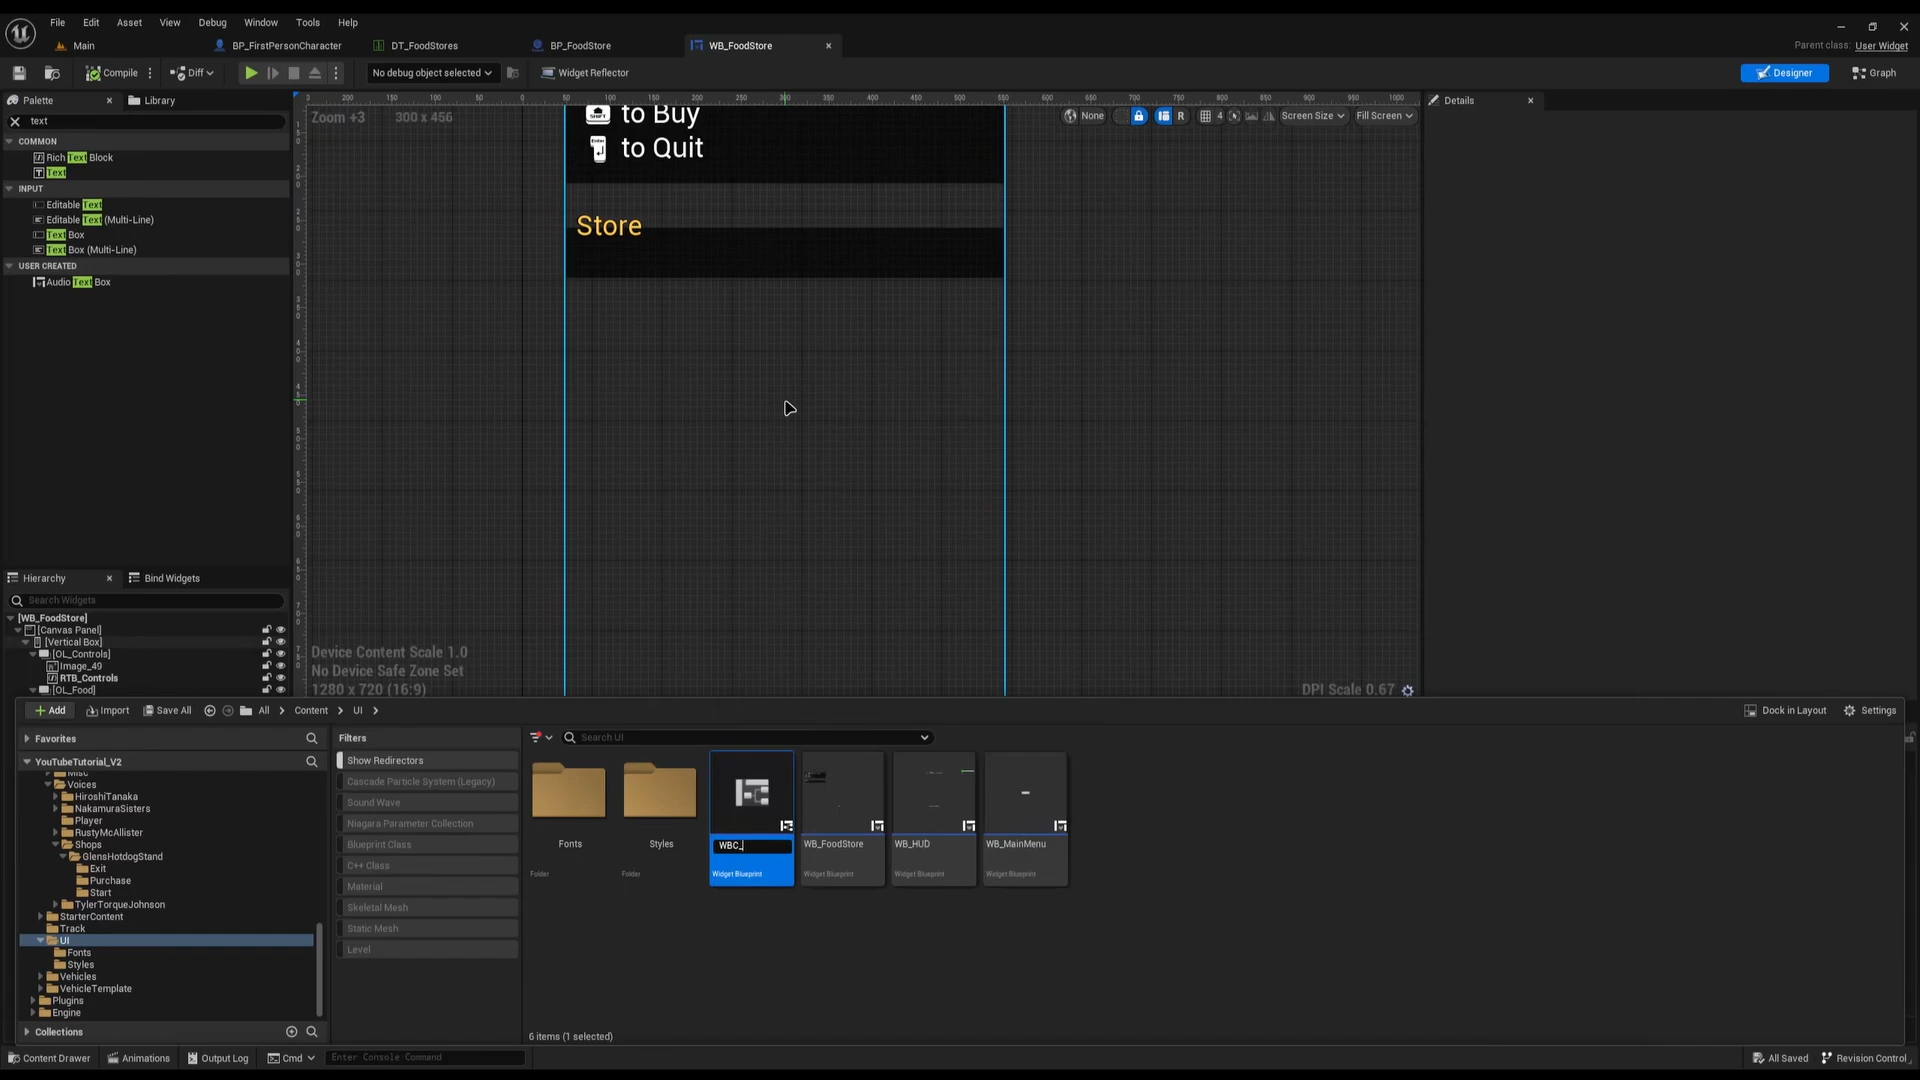 File Edit Asset View Debug Window Tools Help
Main BP_FirstPersonCharacter DT_FoodStores BP_FoodStore WB_FoodStore
Parent class: User Widget
Compile Diff No debug object selected Widget Reflector Designer Graph
Palette Library
text
COMMON
Rich Text Block
Text
INPUT
Editable Text
Editable Text (Multi-Line)
Text Box
Text Box (Multi-Line)
USER CREATED
Audio Text Box
Zoom +3 300 x 456
None 4 Screen Size Fill Screen
R
SHIFT to Buy
to Quit
Store
Device Content Scale 1.0
No Device Safe Zone Set
1280 x 720 (16:9)
DPI Scale 0.67
Details
Hierarchy Bind Widgets
Search Widgets
[WB_FoodStore]
[Canvas Panel]
[Vertical Box]
[OL_Controls]
Image_49
RTB_Controls
[OL_Food]
Add Import Save All All Content UI Dock in Layout Settings
Favorites
YouTubeTutorial_V2
Misc
Voices
HiroshiTanaka
NakamuraSisters
Player
RustyMcAllister
Shops
GlensHotdogStand
Exit
Purchase
Start
TylerTorqueJohnson
StarterContent
Track
UI
Fonts
Styles
Vehicles
VehicleTemplate
Plugins
Engine
Collections
Filters
Show Redirectors
Cascade Particle System (Legacy)
Sound Wave
Niagara Parameter Collection
Blueprint Class
C++ Class
Material
Skeletal Mesh
Static Mesh
Level
Search UI
Fonts Styles WBC_ WB_FoodStore WB_HUD WB_MainMenu
Folder Folder Widget Blueprint Widget Blueprint Widget Blueprint Widget Blueprint
6 items (1 selected)
Content Drawer Animations Output Log Cmd Enter Console Command All Saved Revision Control